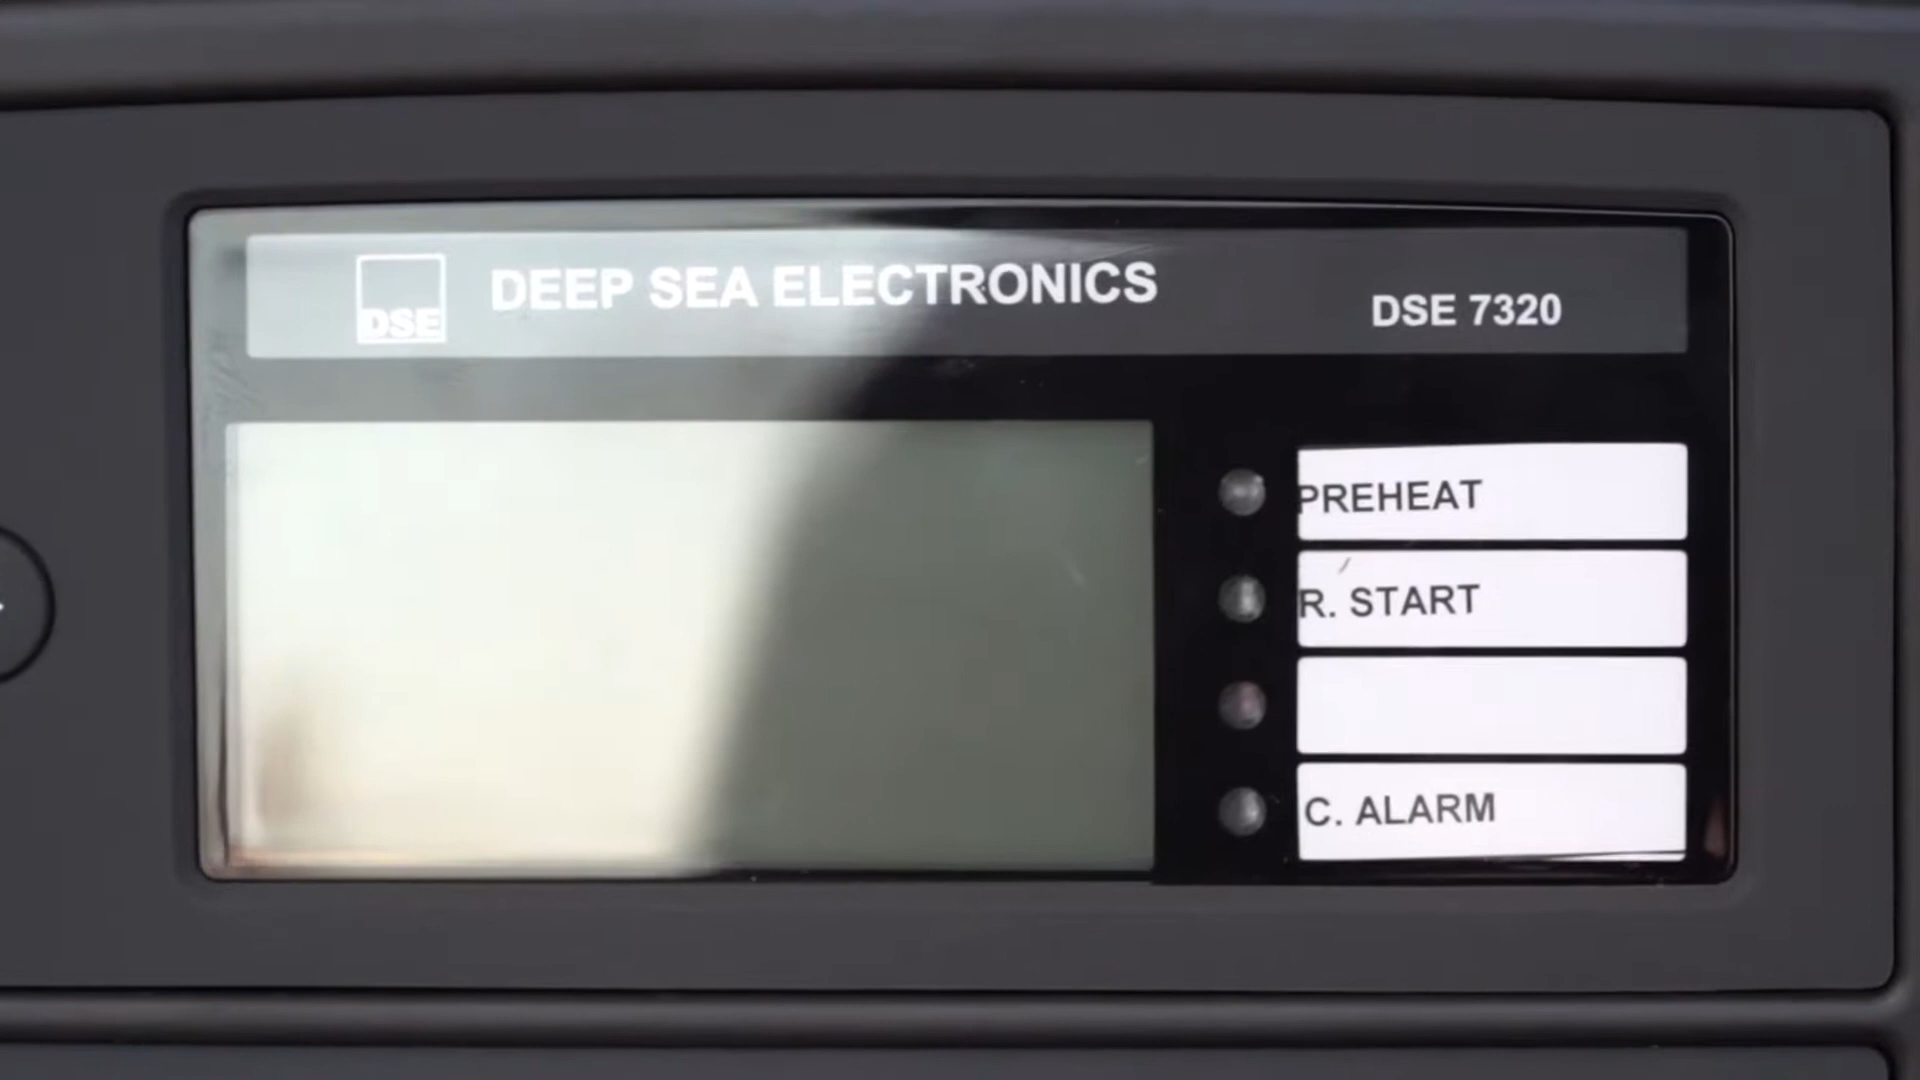 DSE
DEEP SEA ELECTRONICS
DSE 7320
PREHEAT
R. START
C. ALARM